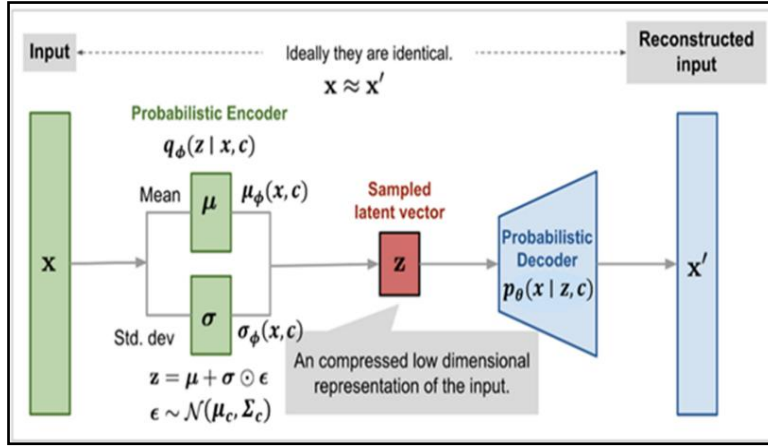 Input
Ideally they are identical.
x ≈ x′
Reconstructed
input
Probabilistic Encoder
qϕ(z | x, c)
Mean
μ
μϕ(x, c)
x
Std. dev
σ
σϕ(x, c)
z = μ + σ ⊙ ϵ
ϵ ∼ 𝒩(μc, Σc)
Sampled
latent vector
z
An compressed low dimensional
representation of the input.
Probabilistic
Decoder
pθ(x | z, c)
x′